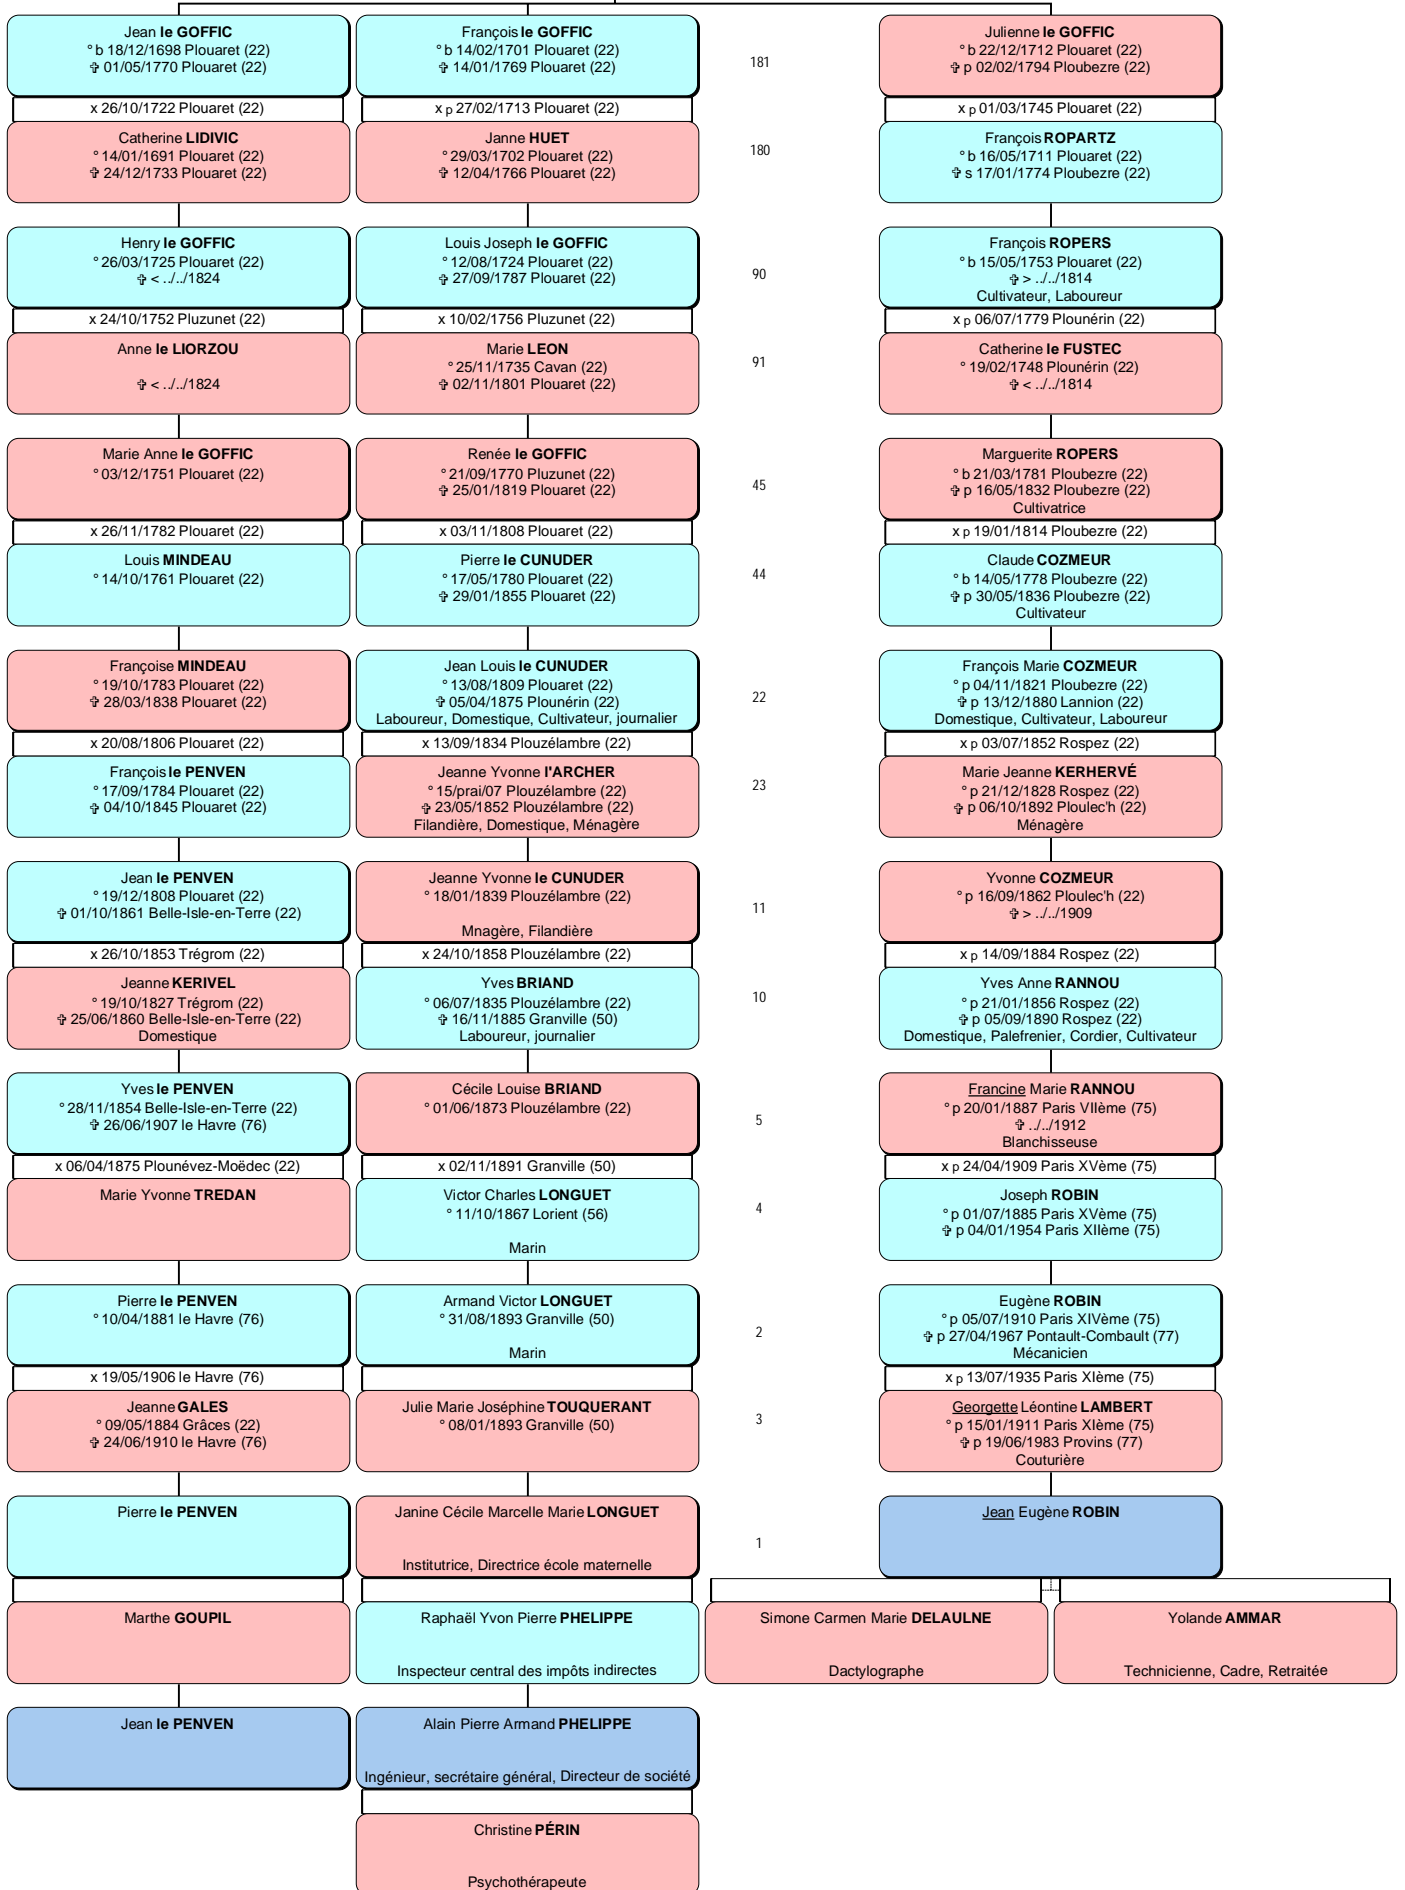 Jean le GOFFIC
° b 18/12/1698 Plouaret (22)
✞ 01/05/1770 Plouaret (22)
x 26/10/1722 Plouaret (22)
Catherine LIDIVIC
° 14/01/1691 Plouaret (22)
✞ 24/12/1733 Plouaret (22)
Henry le GOFFIC
° 26/03/1725 Plouaret (22)
✞ < ../../1824
x 24/10/1752 Pluzunet (22)
Anne le LIORZOU
✞ < ../../1824
Marie Anne le GOFFIC
° 03/12/1751 Plouaret (22)
x 26/11/1782 Plouaret (22)
Louis MINDEAU
° 14/10/1761 Plouaret (22)
Françoise MINDEAU
° 19/10/1783 Plouaret (22)
✞ 28/03/1838 Plouaret (22)
x 20/08/1806 Plouaret (22)
François le PENVEN
° 17/09/1784 Plouaret (22)
✞ 04/10/1845 Plouaret (22)
Jean le PENVEN
° 19/12/1808 Plouaret (22)
✞ 01/10/1861 Belle-Isle-en-Terre (22)
x 26/10/1853 Trégrom (22)
Jeanne KERIVEL
° 19/10/1827 Trégrom (22)
✞ 25/06/1860 Belle-Isle-en-Terre (22)
Domestique
Yves le PENVEN
° 28/11/1854 Belle-Isle-en-Terre (22)
✞ 26/06/1907 le Havre (76)
x 06/04/1875 Plounévez-Moëdec (22)
Marie Yvonne TREDAN
Pierre le PENVEN
° 10/04/1881 le Havre (76)
x 19/05/1906 le Havre (76)
Jeanne GALES
° 09/05/1884 Grâces (22)
✞ 24/06/1910 le Havre (76)
Pierre le PENVEN
Marthe GOUPIL
Jean le PENVEN
François le GOFFIC
° b 14/02/1701 Plouaret (22)
✞ 14/01/1769 Plouaret (22)
x p 27/02/1713 Plouaret (22)
Janne HUET
° 29/03/1702 Plouaret (22)
✞ 12/04/1766 Plouaret (22)
Louis Joseph le GOFFIC
° 12/08/1724 Plouaret (22)
✞ 27/09/1787 Plouaret (22)
x 10/02/1756 Pluzunet (22)
Marie LEON
° 25/11/1735 Cavan (22)
✞ 02/11/1801 Plouaret (22)
Renée le GOFFIC
° 21/09/1770 Pluzunet (22)
✞ 25/01/1819 Plouaret (22)
x 03/11/1808 Plouaret (22)
Pierre le CUNUDER
° 17/05/1780 Plouaret (22)
✞ 29/01/1855 Plouaret (22)
Jean Louis le CUNUDER
° 13/08/1809 Plouaret (22)
✞ 05/04/1875 Plounérin (22)
Laboureur, Domestique, Cultivateur, journalier
x 13/09/1834 Plouzélambre (22)
Jeanne Yvonne l'ARCHER
° 15/prai/07 Plouzélambre (22)
✞ 23/05/1852 Plouzélambre (22)
Filandière, Domestique, Ménagère
Jeanne Yvonne le CUNUDER
° 18/01/1839 Plouzélambre (22)
Mnagère, Filandière
x 24/10/1858 Plouzélambre (22)
Yves BRIAND
° 06/07/1835 Plouzélambre (22)
✞ 16/11/1885 Granville (50)
Laboureur, journalier
Cécile Louise BRIAND
° 01/06/1873 Plouzélambre (22)
x 02/11/1891 Granville (50)
Victor Charles LONGUET
° 11/10/1867 Lorient (56)
Marin
Armand Victor LONGUET
° 31/08/1893 Granville (50)
Marin
Julie Marie Joséphine TOUQUERANT
° 08/01/1893 Granville (50)
Janine Cécile Marcelle Marie LONGUET
Institutrice, Directrice école maternelle
Raphaël Yvon Pierre PHELIPPE
Inspecteur central des impôts indirectes
Alain Pierre Armand PHELIPPE
Ingénieur, secrétaire général, Directeur de société
Christine PÉRIN
Psychothérapeute
181
180
90
91
45
44
22
23
11
10
5
4
2
3
1
Julienne le GOFFIC
° b 22/12/1712 Plouaret (22)
✞ p 02/02/1794 Ploubezre (22)
x p 01/03/1745 Plouaret (22)
François ROPARTZ
° b 16/05/1711 Plouaret (22)
✞ s 17/01/1774 Ploubezre (22)
François ROPERS
° b 15/05/1753 Plouaret (22)
✞ > ../../1814
Cultivateur, Laboureur
x p 06/07/1779 Plounérin (22)
Catherine le FUSTEC
° 19/02/1748 Plounérin (22)
✞ < ../../1814
Marguerite ROPERS
° b 21/03/1781 Ploubezre (22)
✞ p 16/05/1832 Ploubezre (22)
Cultivatrice
x p 19/01/1814 Ploubezre (22)
Claude COZMEUR
° b 14/05/1778 Ploubezre (22)
✞ p 30/05/1836 Ploubezre (22)
Cultivateur
François Marie COZMEUR
° p 04/11/1821 Ploubezre (22)
✞ p 13/12/1880 Lannion (22)
Domestique, Cultivateur, Laboureur
x p 03/07/1852 Rospez (22)
Marie Jeanne KERHERVÉ
° p 21/12/1828 Rospez (22)
✞ p 06/10/1892 Ploulec'h (22)
Ménagère
Yvonne COZMEUR
° p 16/09/1862 Ploulec'h (22)
✞ > ../../1909
x p 14/09/1884 Rospez (22)
Yves Anne RANNOU
° p 21/01/1856 Rospez (22)
✞ p 05/09/1890 Rospez (22)
Domestique, Palefrenier, Cordier, Cultivateur
Francine Marie RANNOU
° p 20/01/1887 Paris VIIème (75)
✞ ../../1912
Blanchisseuse
x p 24/04/1909 Paris XVème (75)
Joseph ROBIN
° p 01/07/1885 Paris XVème (75)
✞ p 04/01/1954 Paris XIIème (75)
Eugène ROBIN
° p 05/07/1910 Paris XIVème (75)
✞ p 27/04/1967 Pontault-Combault (77)
Mécanicien
x p 13/07/1935 Paris XIème (75)
Georgette Léontine LAMBERT
° p 15/01/1911 Paris XIème (75)
✞ p 19/06/1983 Provins (77)
Couturière
Jean Eugène ROBIN
Simone Carmen Marie DELAULNE
Dactylographe
Yolande AMMAR
Technicienne, Cadre, Retraitée